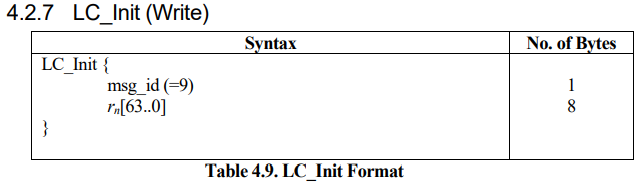 4.2.7 LC_Init (Write)
Syntax No. of Bytes
LC_Init {
msg_id (=9) 1
rn[63..0] 8
}
Table 4.9. LC_Init Format